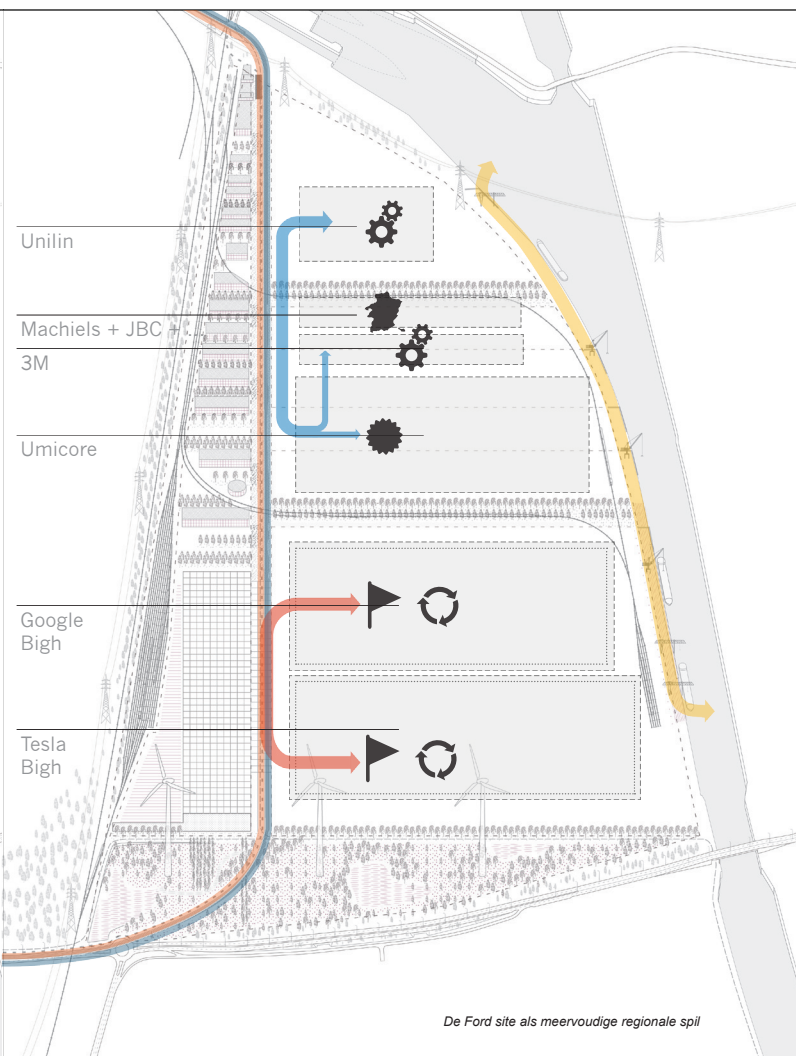 Unilin
Machiels + JBC + ...
3M
Umicore
Google
Bigh
Tesla
Bigh
De Ford site als meervoudige regionale spil